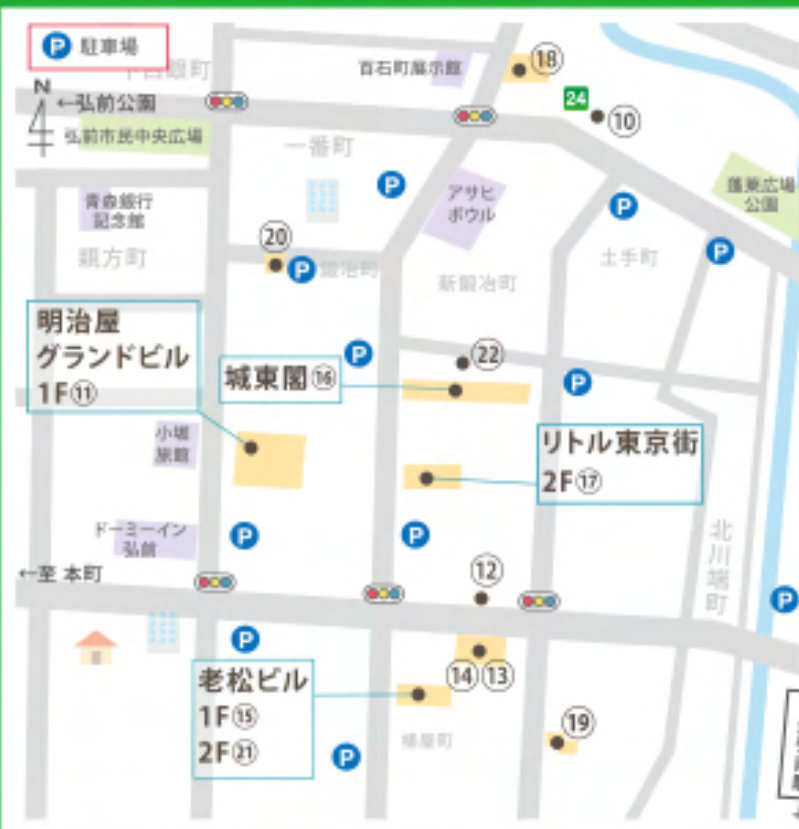 P 駐車場
下白銀町
百石町展示館
⑱
N
←弘前公園
24
⑩
弘前市民中央広場
一番町
P
蓬莱広場
公園
青森銀行
記念館
アサヒ
ボウル
P
親方町
⑳
P
鍛冶町
新鍛冶町
土手町
P
明治屋
グランドビル
1F⑪
P
㉒
城東閣⑯
P
小堀
旅館
リトル東京街
2F⑰
ドーミーイン
弘前
P
P
北川端町
←至 本町
⑫
P
P
老松ビル
1F⑮
2F㉑
⑭⑬
桶屋町
⑲
P